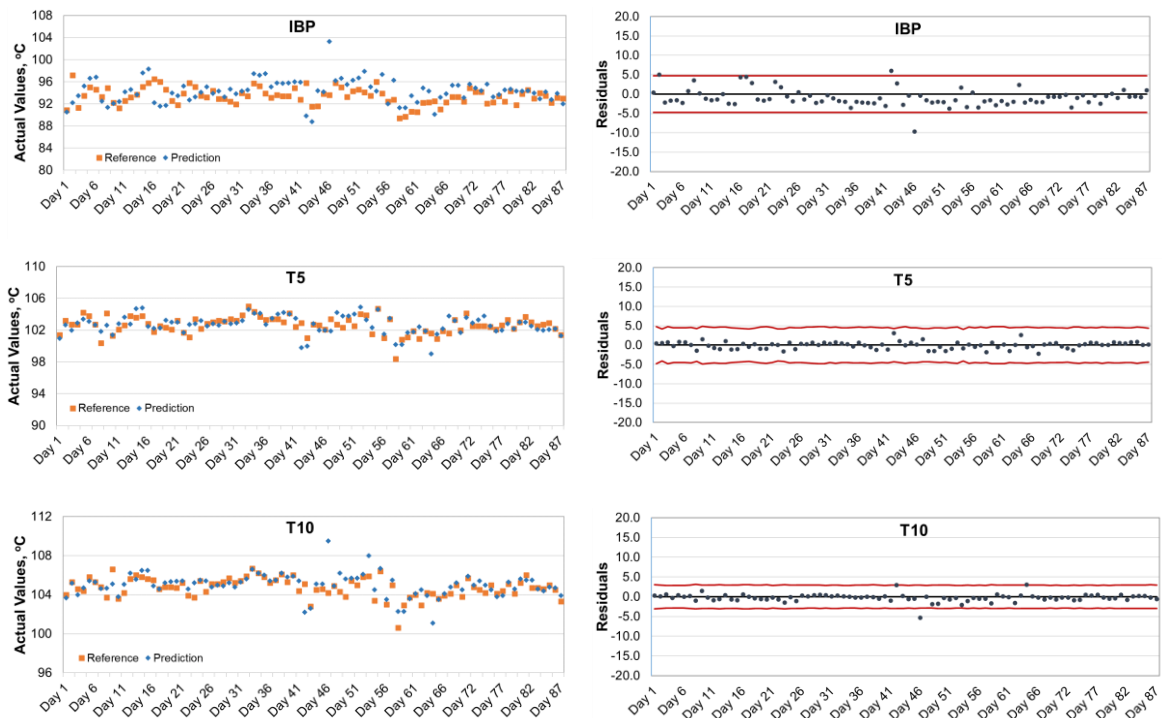 IBP
Actual Values, ºC
108
104
100
96
92
88
84
80
Reference
Prediction
Day 1
Day 6
Day 11
Day 16
Day 21
Day 26
Day 31
Day 36
Day 41
Day 46
Day 51
Day 56
Day 61
Day 66
Day 72
Day 77
Day 82
Day 87
IBP
Residuals
20.0
15.0
10.0
5.0
0.0
-5.0
-10.0
-15.0
-20.0
Day 1
Day 6
Day 11
Day 16
Day 21
Day 26
Day 31
Day 36
Day 41
Day 46
Day 51
Day 56
Day 61
Day 66
Day 72
Day 77
Day 82
Day 87
T5
Actual Values, ºC
110
106
102
98
94
90
Reference
Prediction
Day 1
Day 6
Day 11
Day 16
Day 21
Day 26
Day 31
Day 36
Day 41
Day 46
Day 51
Day 56
Day 61
Day 66
Day 72
Day 77
Day 82
Day 87
T5
Residuals
20.0
15.0
10.0
5.0
0.0
-5.0
-10.0
-15.0
-20.0
Day 1
Day 6
Day 11
Day 16
Day 21
Day 26
Day 31
Day 36
Day 41
Day 46
Day 51
Day 56
Day 61
Day 66
Day 72
Day 77
Day 82
Day 87
T10
Actual Values, ºC
112
108
104
100
96
Reference
Prediction
Day 1
Day 6
Day 11
Day 16
Day 21
Day 26
Day 31
Day 36
Day 41
Day 46
Day 51
Day 56
Day 61
Day 66
Day 72
Day 77
Day 82
Day 87
T10
Residuals
20.0
15.0
10.0
5.0
0.0
-5.0
-10.0
-15.0
-20.0
Day 1
Day 6
Day 11
Day 16
Day 21
Day 26
Day 31
Day 36
Day 41
Day 46
Day 51
Day 56
Day 61
Day 66
Day 72
Day 77
Day 82
Day 87